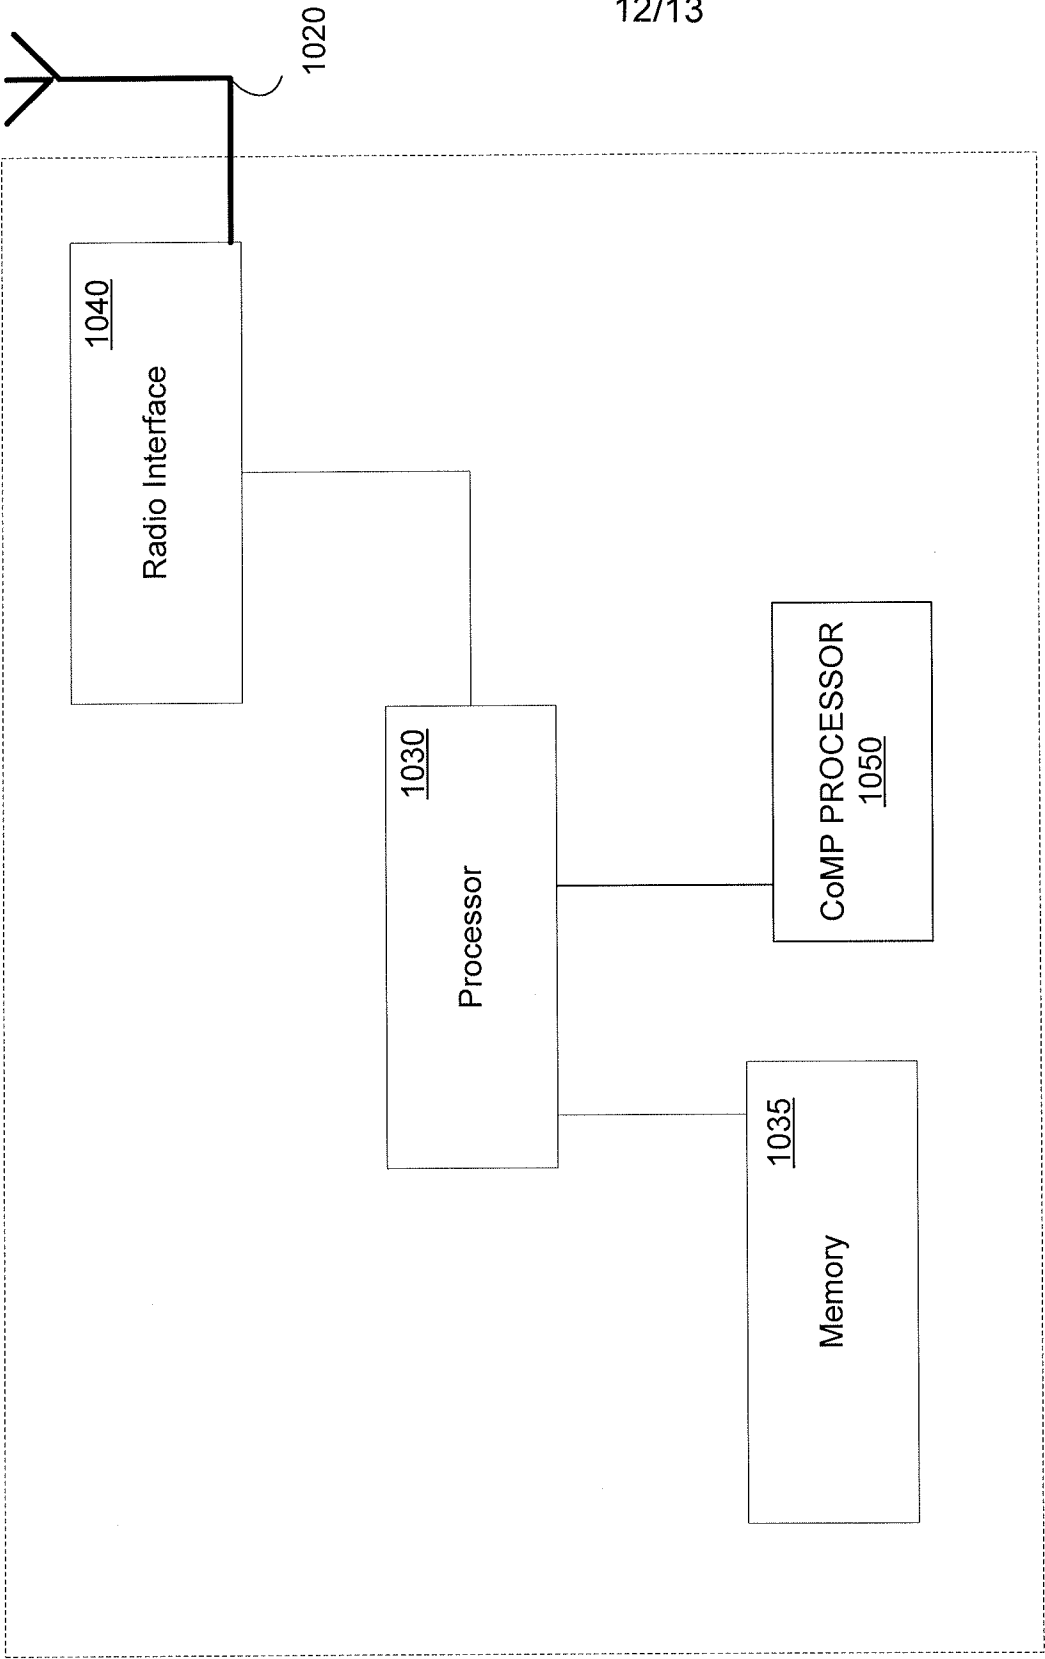 12/13
1020
1040
Radio Interface
1030
Processor
CoMP PROCESSOR
1050
1035
Memory